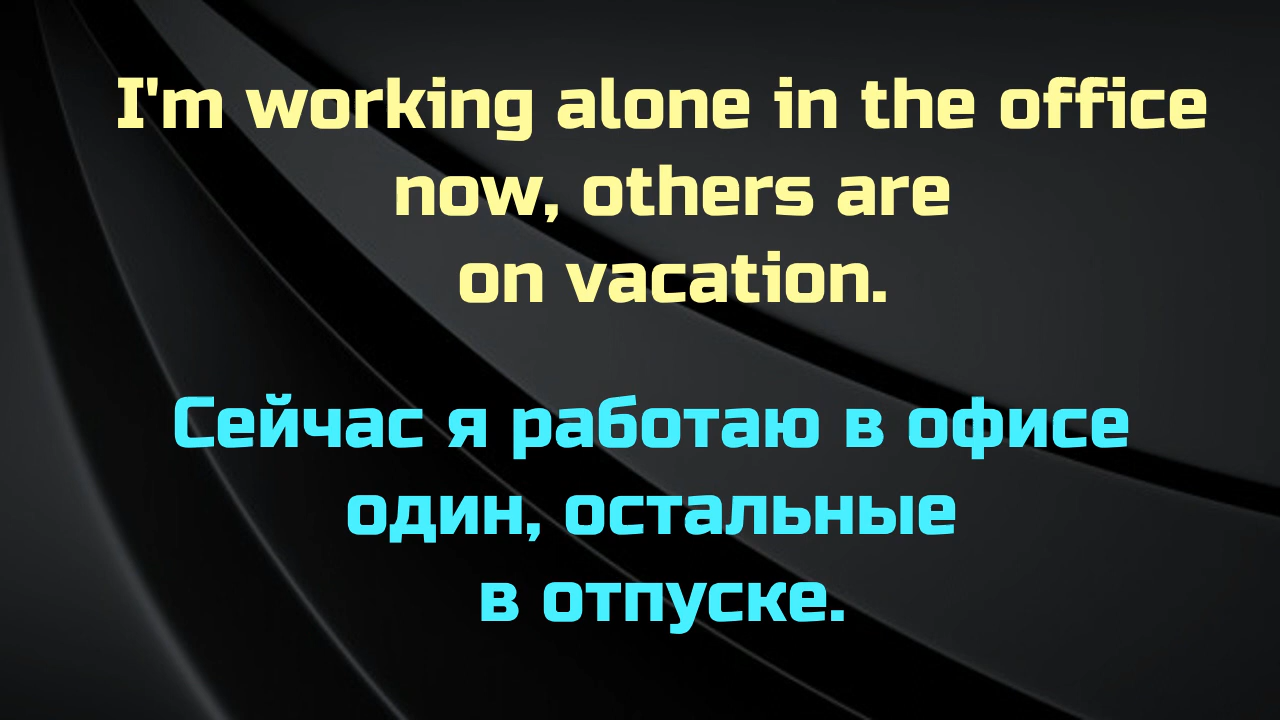 I'm working alone in the office
now, others are
on vacation.
Сейчас я работаю в офисе
один, остальные
в отпуске.